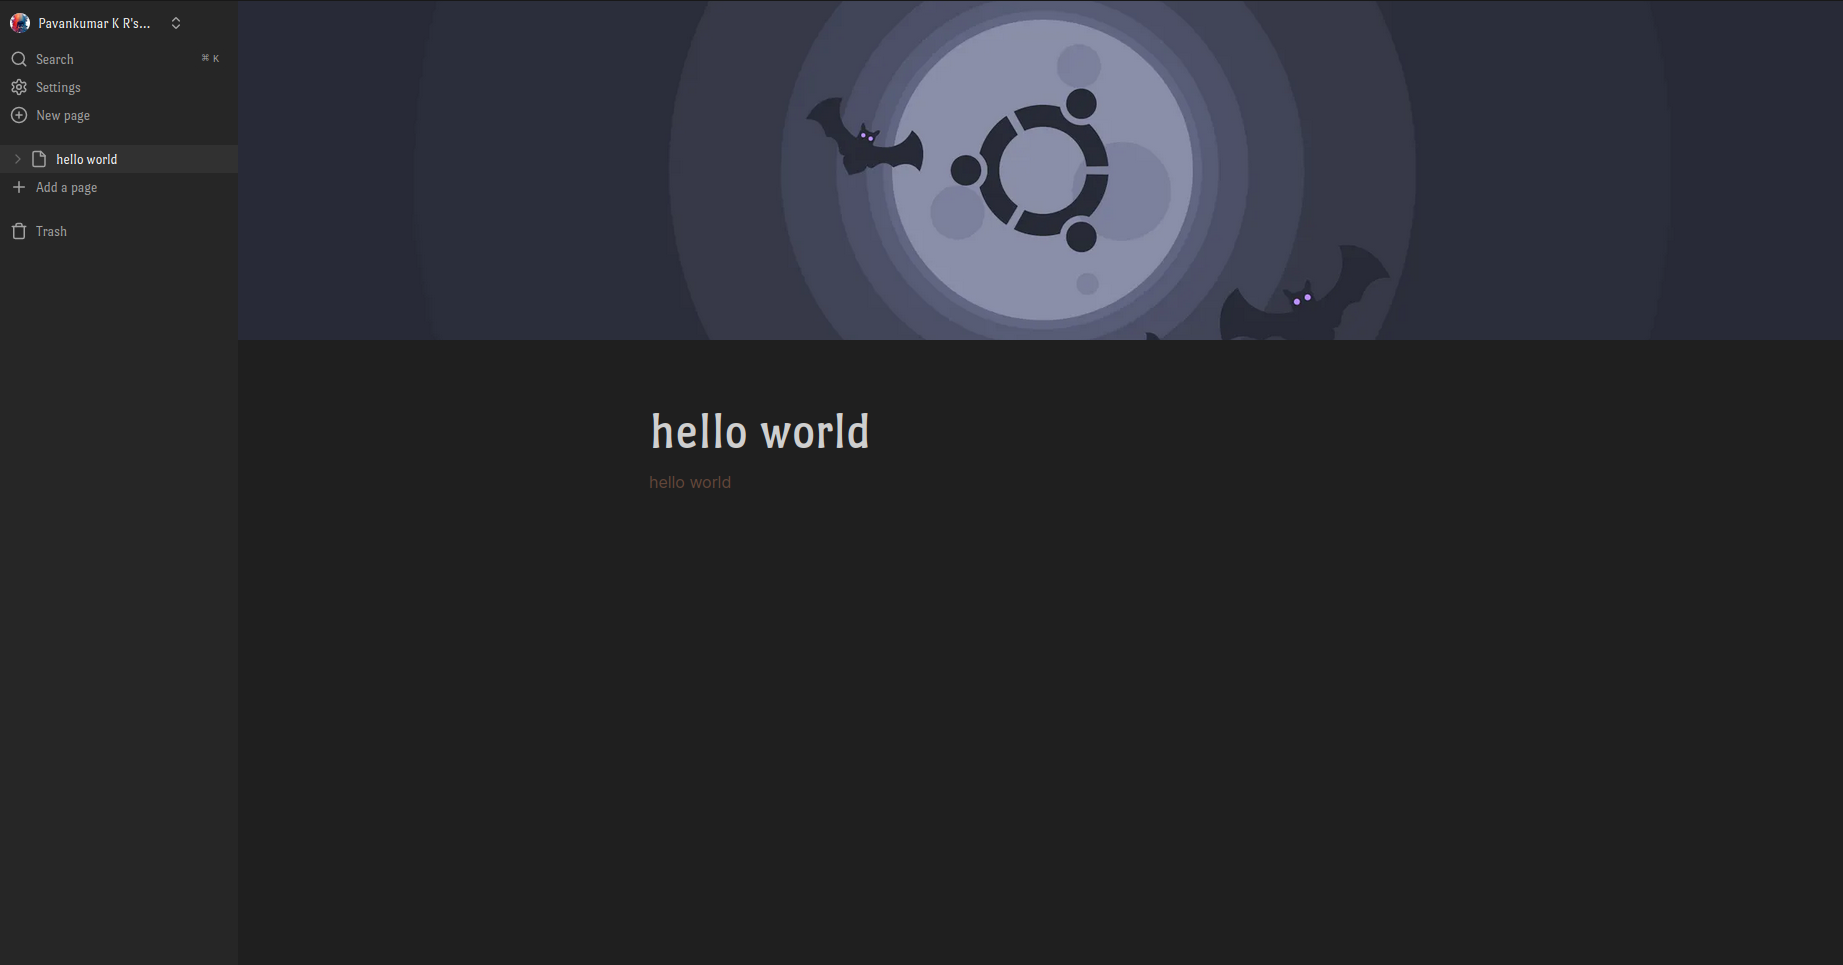 Pavankumar K R's...
Search ⌘ K
Settings
New page
hello world
Add a page
Trash
hello world
hello world